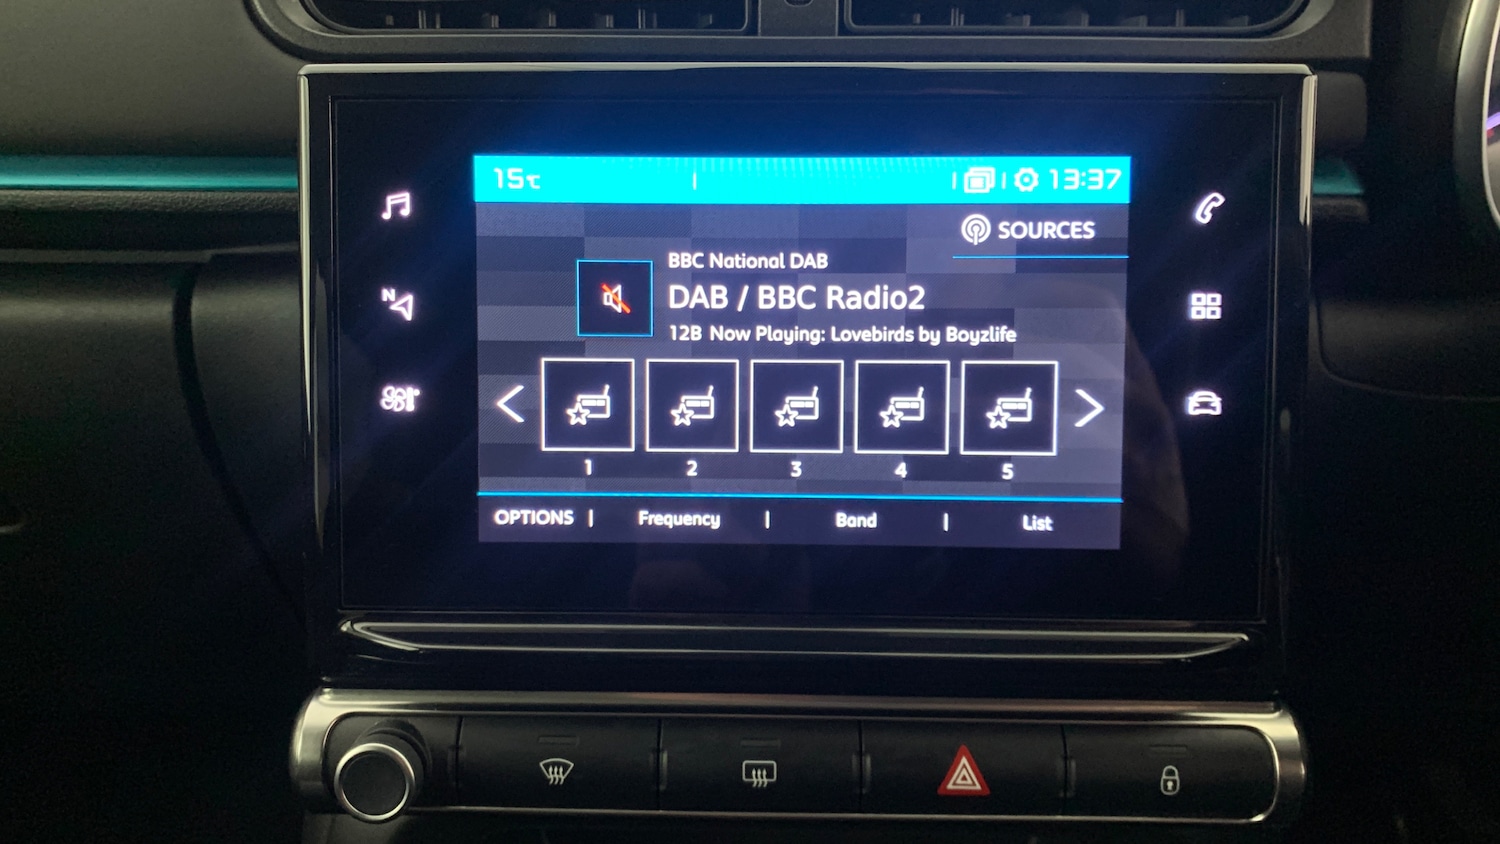 15℃ 13:37
SOURCES
BBC National DAB
DAB / BBC Radio2
12B Now Playing: Lovebirds by Boyzlife
N
1 2 3 4 5
OPTIONS | Frequency | Band | List